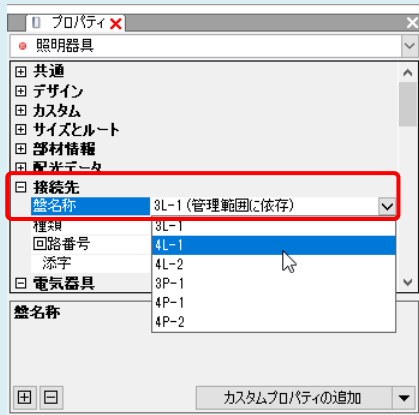 プロパティ
照明器具
共通
デザイン
カスタム
サイズとルート
部材情報
配光データ
接続先
盤名称 3L-1 (管理範囲に依存)
種類 3L-1
回路番号 4L-1
添字 4L-2
電気器具 3P-1
4P-1
4P-2
盤名称
カスタムプロパティの追加